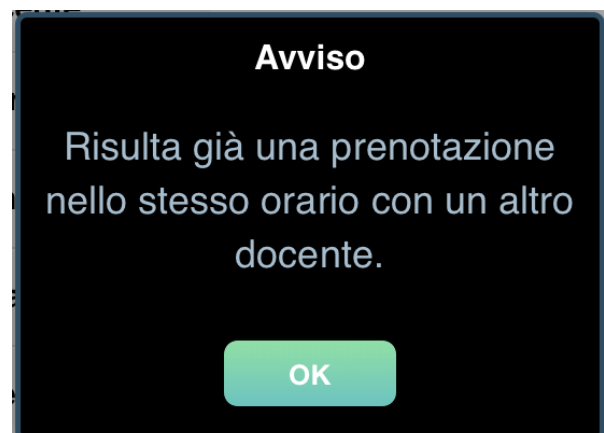 Avviso
Risulta già una prenotazione
nello stesso orario con un altro
docente.
OK